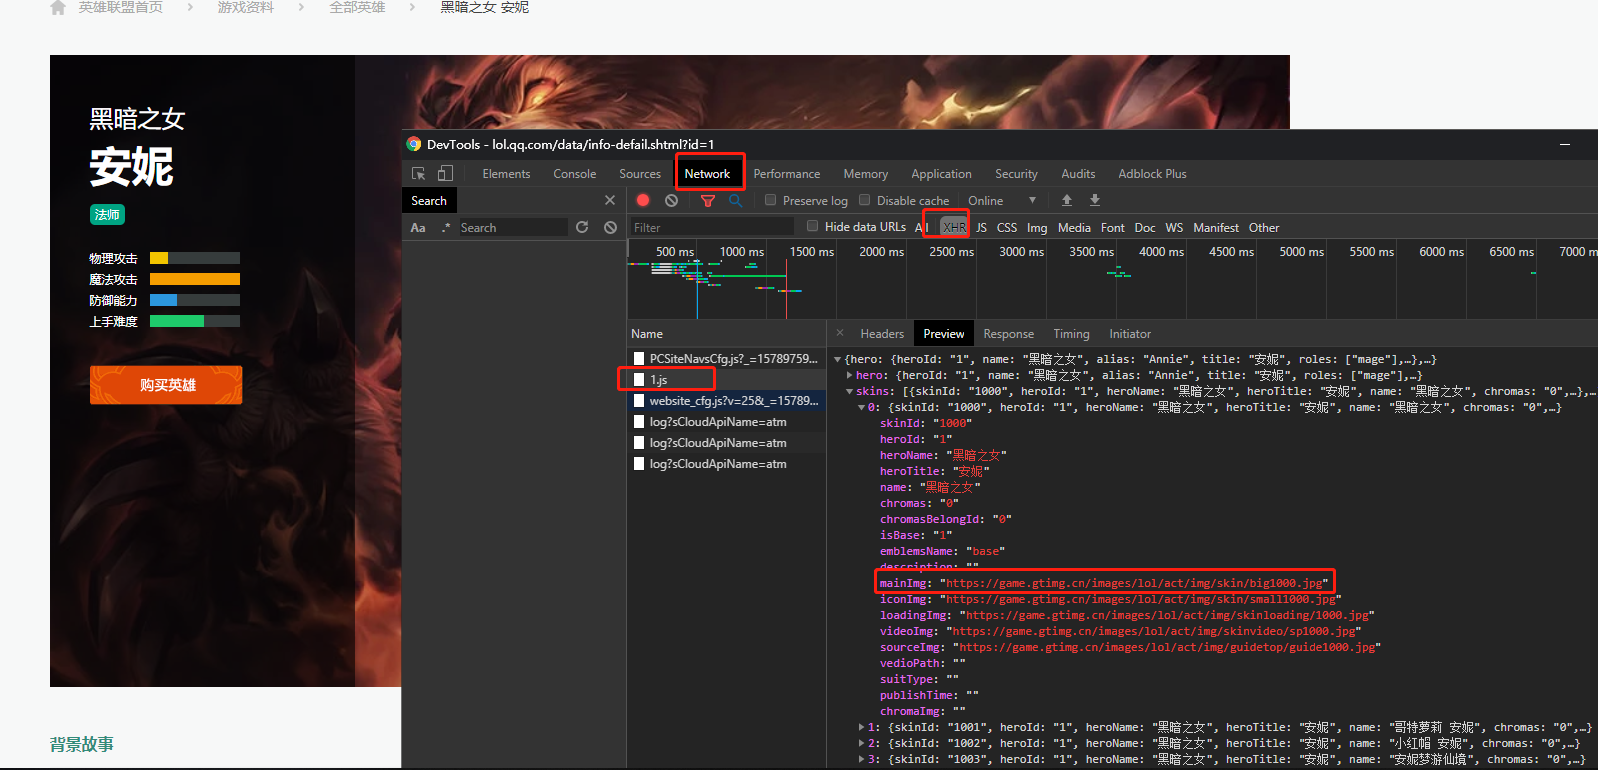 英雄联盟首页 › 游戏资料 › 全部英雄 › 黑暗之女 安妮
黑暗之女
安妮
法师
物理攻击
魔法攻击
防御能力
上手难度
购买英雄
背景故事
DevTools - lol.qq.com/data/info-defail.shtml?id=1
Elements Console Sources Network Performance Memory Application Security Audits Adblock Plus
Search
Aa .* Search
Preserve log Disable cache Online
Filter Hide data URLs All XHR JS CSS Img Media Font Doc WS Manifest Other
500 ms 1000 ms 1500 ms 2000 ms 2500 ms 3000 ms 3500 ms 4000 ms 4500 ms 5000 ms 5500 ms 6000 ms 6500 ms 7000 m
Name
PCSiteNavsCfg.js?_=15789759...
1.js
website_cfg.js?v=25&_=15789...
log?sCloudApiName=atm
log?sCloudApiName=atm
log?sCloudApiName=atm
× Headers Preview Response Timing Initiator
{hero: {heroId: "1", name: "黑暗之女", alias: "Annie", title: "安妮", roles: ["mage"],…},…}
hero: {heroId: "1", name: "黑暗之女", alias: "Annie", title: "安妮", roles: ["mage"],…}
skins: [{skinId: "1000", heroId: "1", heroName: "黑暗之女", heroTitle: "安妮", name: "黑暗之女", chromas: "0",…},…
0: {skinId: "1000", heroId: "1", heroName: "黑暗之女", heroTitle: "安妮", name: "黑暗之女", chromas: "0",…}
skinId: "1000"
heroId: "1"
heroName: "黑暗之女"
heroTitle: "安妮"
name: "黑暗之女"
chromas: "0"
chromasBelongId: "0"
isBase: "1"
emblemsName: "base"
description: ""
mainImg: "https://game.gtimg.cn/images/lol/act/img/skin/big1000.jpg"
iconImg: "https://game.gtimg.cn/images/lol/act/img/skin/small1000.jpg"
loadingImg: "https://game.gtimg.cn/images/lol/act/img/skinloading/1000.jpg"
videoImg: "https://game.gtimg.cn/images/lol/act/img/skinvideo/sp1000.jpg"
sourceImg: "https://game.gtimg.cn/images/lol/act/img/guidetop/guide1000.jpg"
vedioPath: ""
suitType: ""
publishTime: ""
chromaImg: ""
1: {skinId: "1001", heroId: "1", heroName: "黑暗之女", heroTitle: "安妮", name: "哥特萝莉 安妮", chromas: "0",…}
2: {skinId: "1002", heroId: "1", heroName: "黑暗之女", heroTitle: "安妮", name: "小红帽 安妮", chromas: "0",…}
3: {skinId: "1003", heroId: "1", heroName: "黑暗之女", heroTitle: "安妮", name: "安妮梦游仙境", chromas: "0",…}